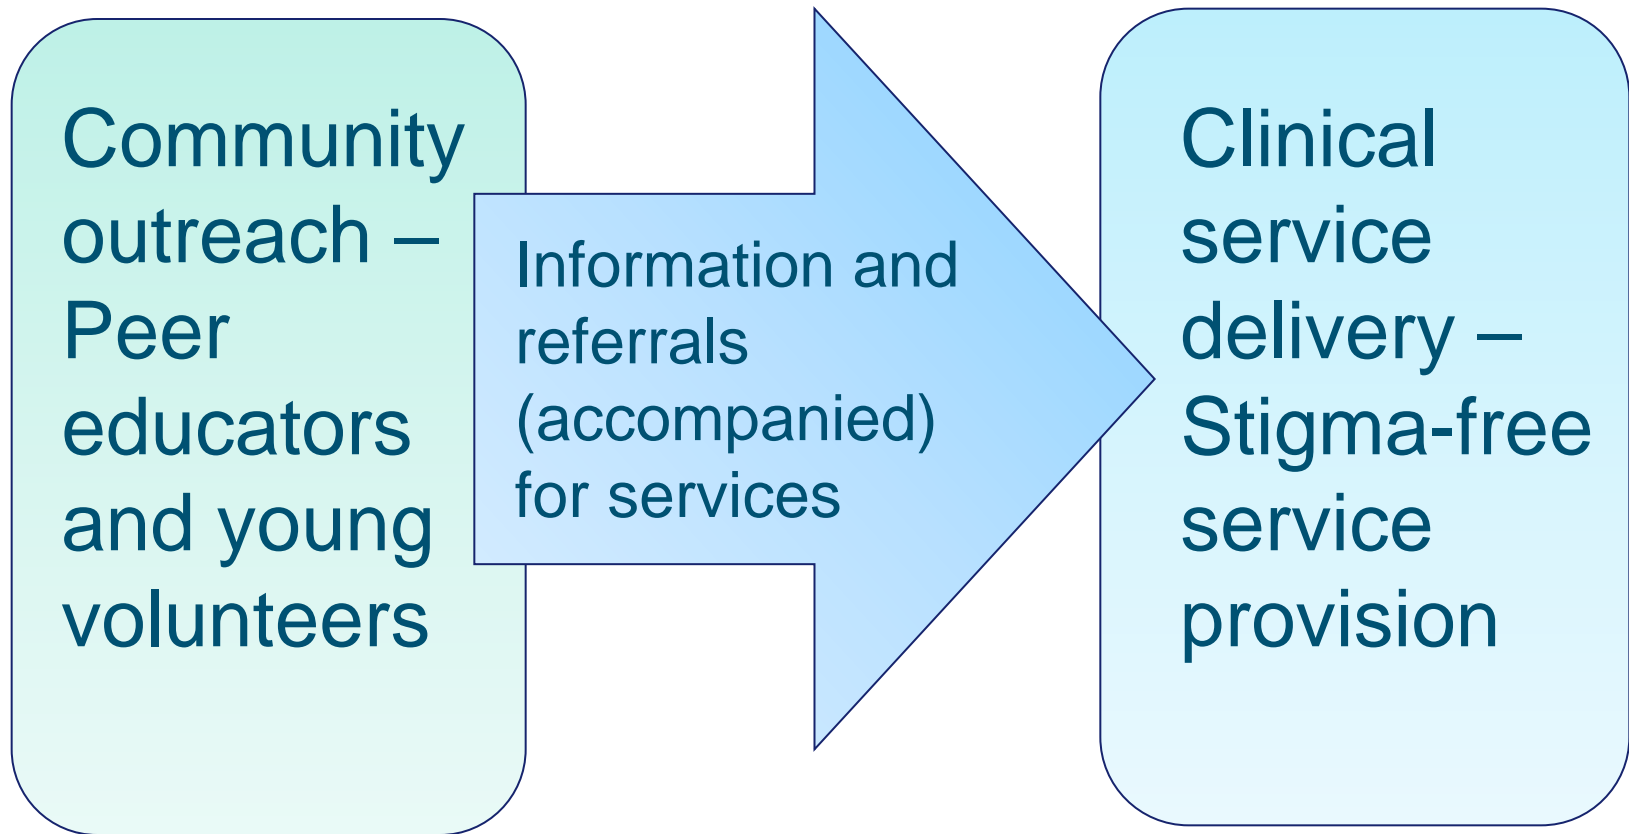 Community
outreach –
Peer
educators
and young
volunteers
Information and
referrals
(accompanied)
for services
Clinical
service
delivery –
Stigma-free
service
provision